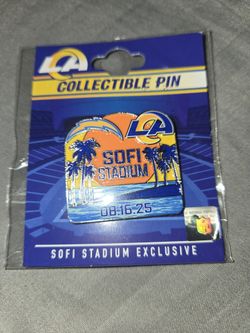 LA
COLLECTIBLE PIN
LA
SOFI
STADIUM
08.16.25
SOFI STADIUM EXCLUSIVE